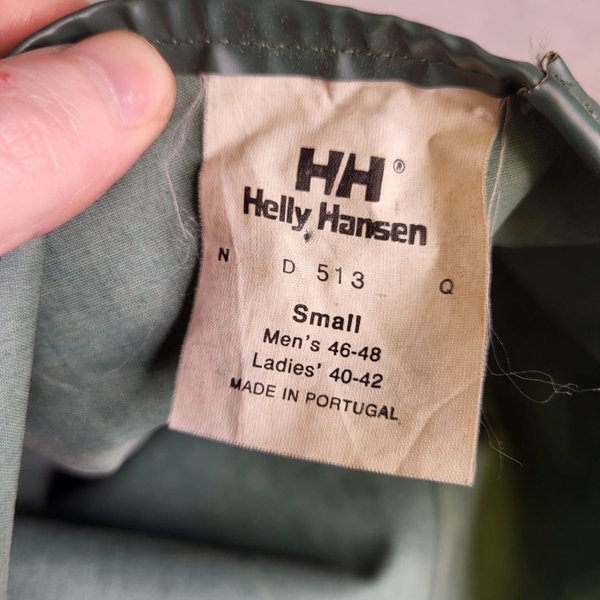 HH®
Helly Hansen
N D 513 Q
Small
Men's 46-48
Ladies' 40-42
MADE IN PORTUGAL